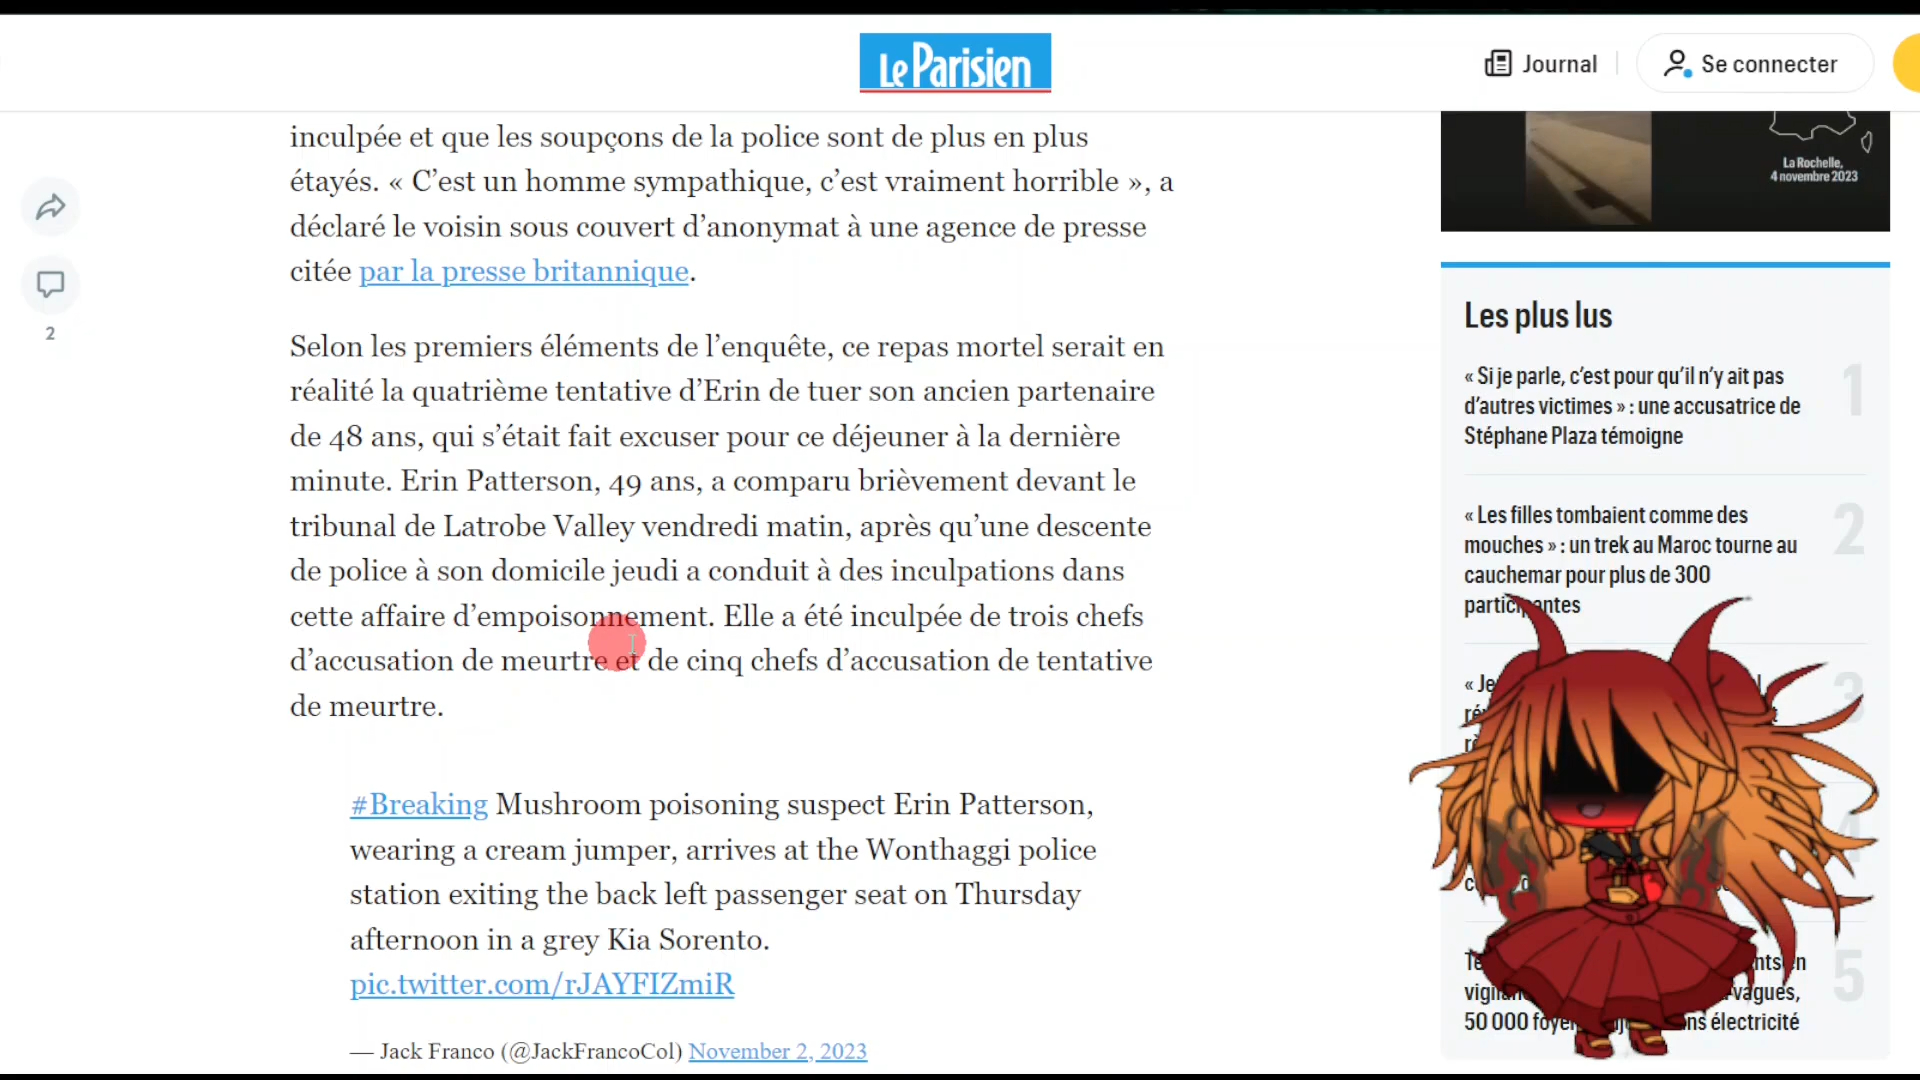 Le Parisien
Journal
Se connecter
inculpée et que les soupçons de la police sont de plus en plus
étayés. « C’est un homme sympathique, c’est vraiment horrible », a
déclaré le voisin sous couvert d’anonymat à une agence de presse
citée par la presse britannique.
2
Selon les premiers éléments de l’enquête, ce repas mortel serait en
réalité la quatrième tentative d’Erin de tuer son ancien partenaire
de 48 ans, qui s’était fait excuser pour ce déjeuner à la dernière
minute. Erin Patterson, 49 ans, a comparu brièvement devant le
tribunal de Latrobe Valley vendredi matin, après qu’une descente
de police à son domicile jeudi a conduit à des inculpations dans
cette affaire d’empoisonnement. Elle a été inculpée de trois chefs
d’accusation de meurtre et de cinq chefs d’accusation de tentative
de meurtre.
#Breaking Mushroom poisoning suspect Erin Patterson,
wearing a cream jumper, arrives at the Wonthaggi police
station exiting the back left passenger seat on Thursday
afternoon in a grey Kia Sorento.
pic.twitter.com/rJAYFIZmiR
— Jack Franco (@JackFrancoCol) November 2, 2023
La Rochelle,
4 novembre 2023
Les plus lus
« Si je parle, c’est pour qu’il n’y ait pas
d’autres victimes » : une accusatrice de
Stéphane Plaza témoigne
1
« Les filles tombaient comme des
mouches » : un trek au Maroc tourne au
cauchemar pour plus de 300
participantes
2
« Je
3
4
vagues,
50 000 électricité
5